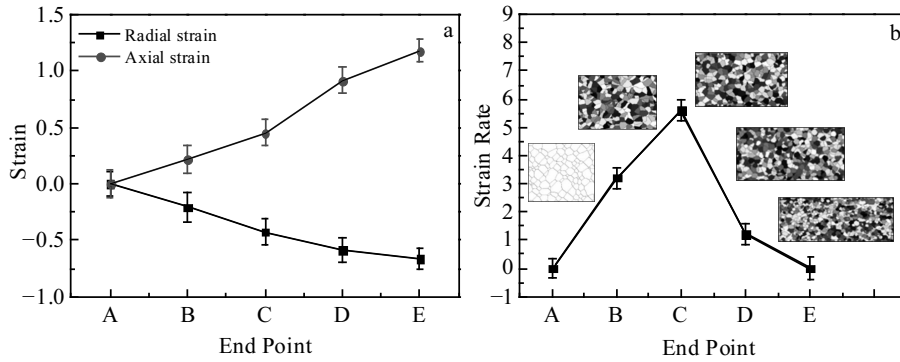 a
Radial strain
Axial strain
1.5
1.0
0.5
0.0
−0.5
−1.0
Strain
A B C D E
End Point
b
9
8
7
6
5
4
3
2
1
0
−1
Strain Rate
A B C D E
End Point